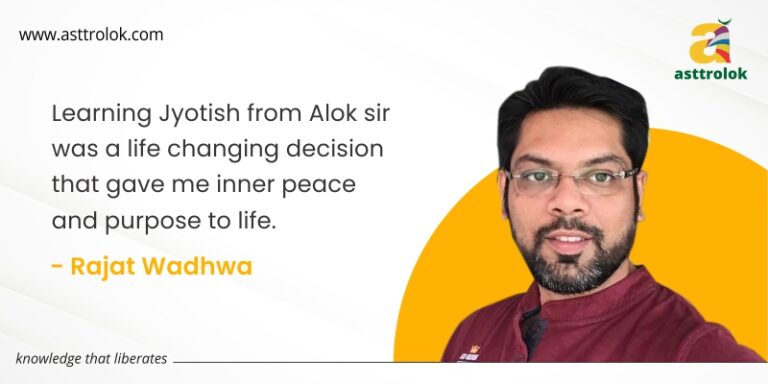 www.asttrolok.com
asttrolok
Learning Jyotish from Alok sir
was a life changing decision
that gave me inner peace
and purpose to life.
- Rajat Wadhwa
knowledge that liberates